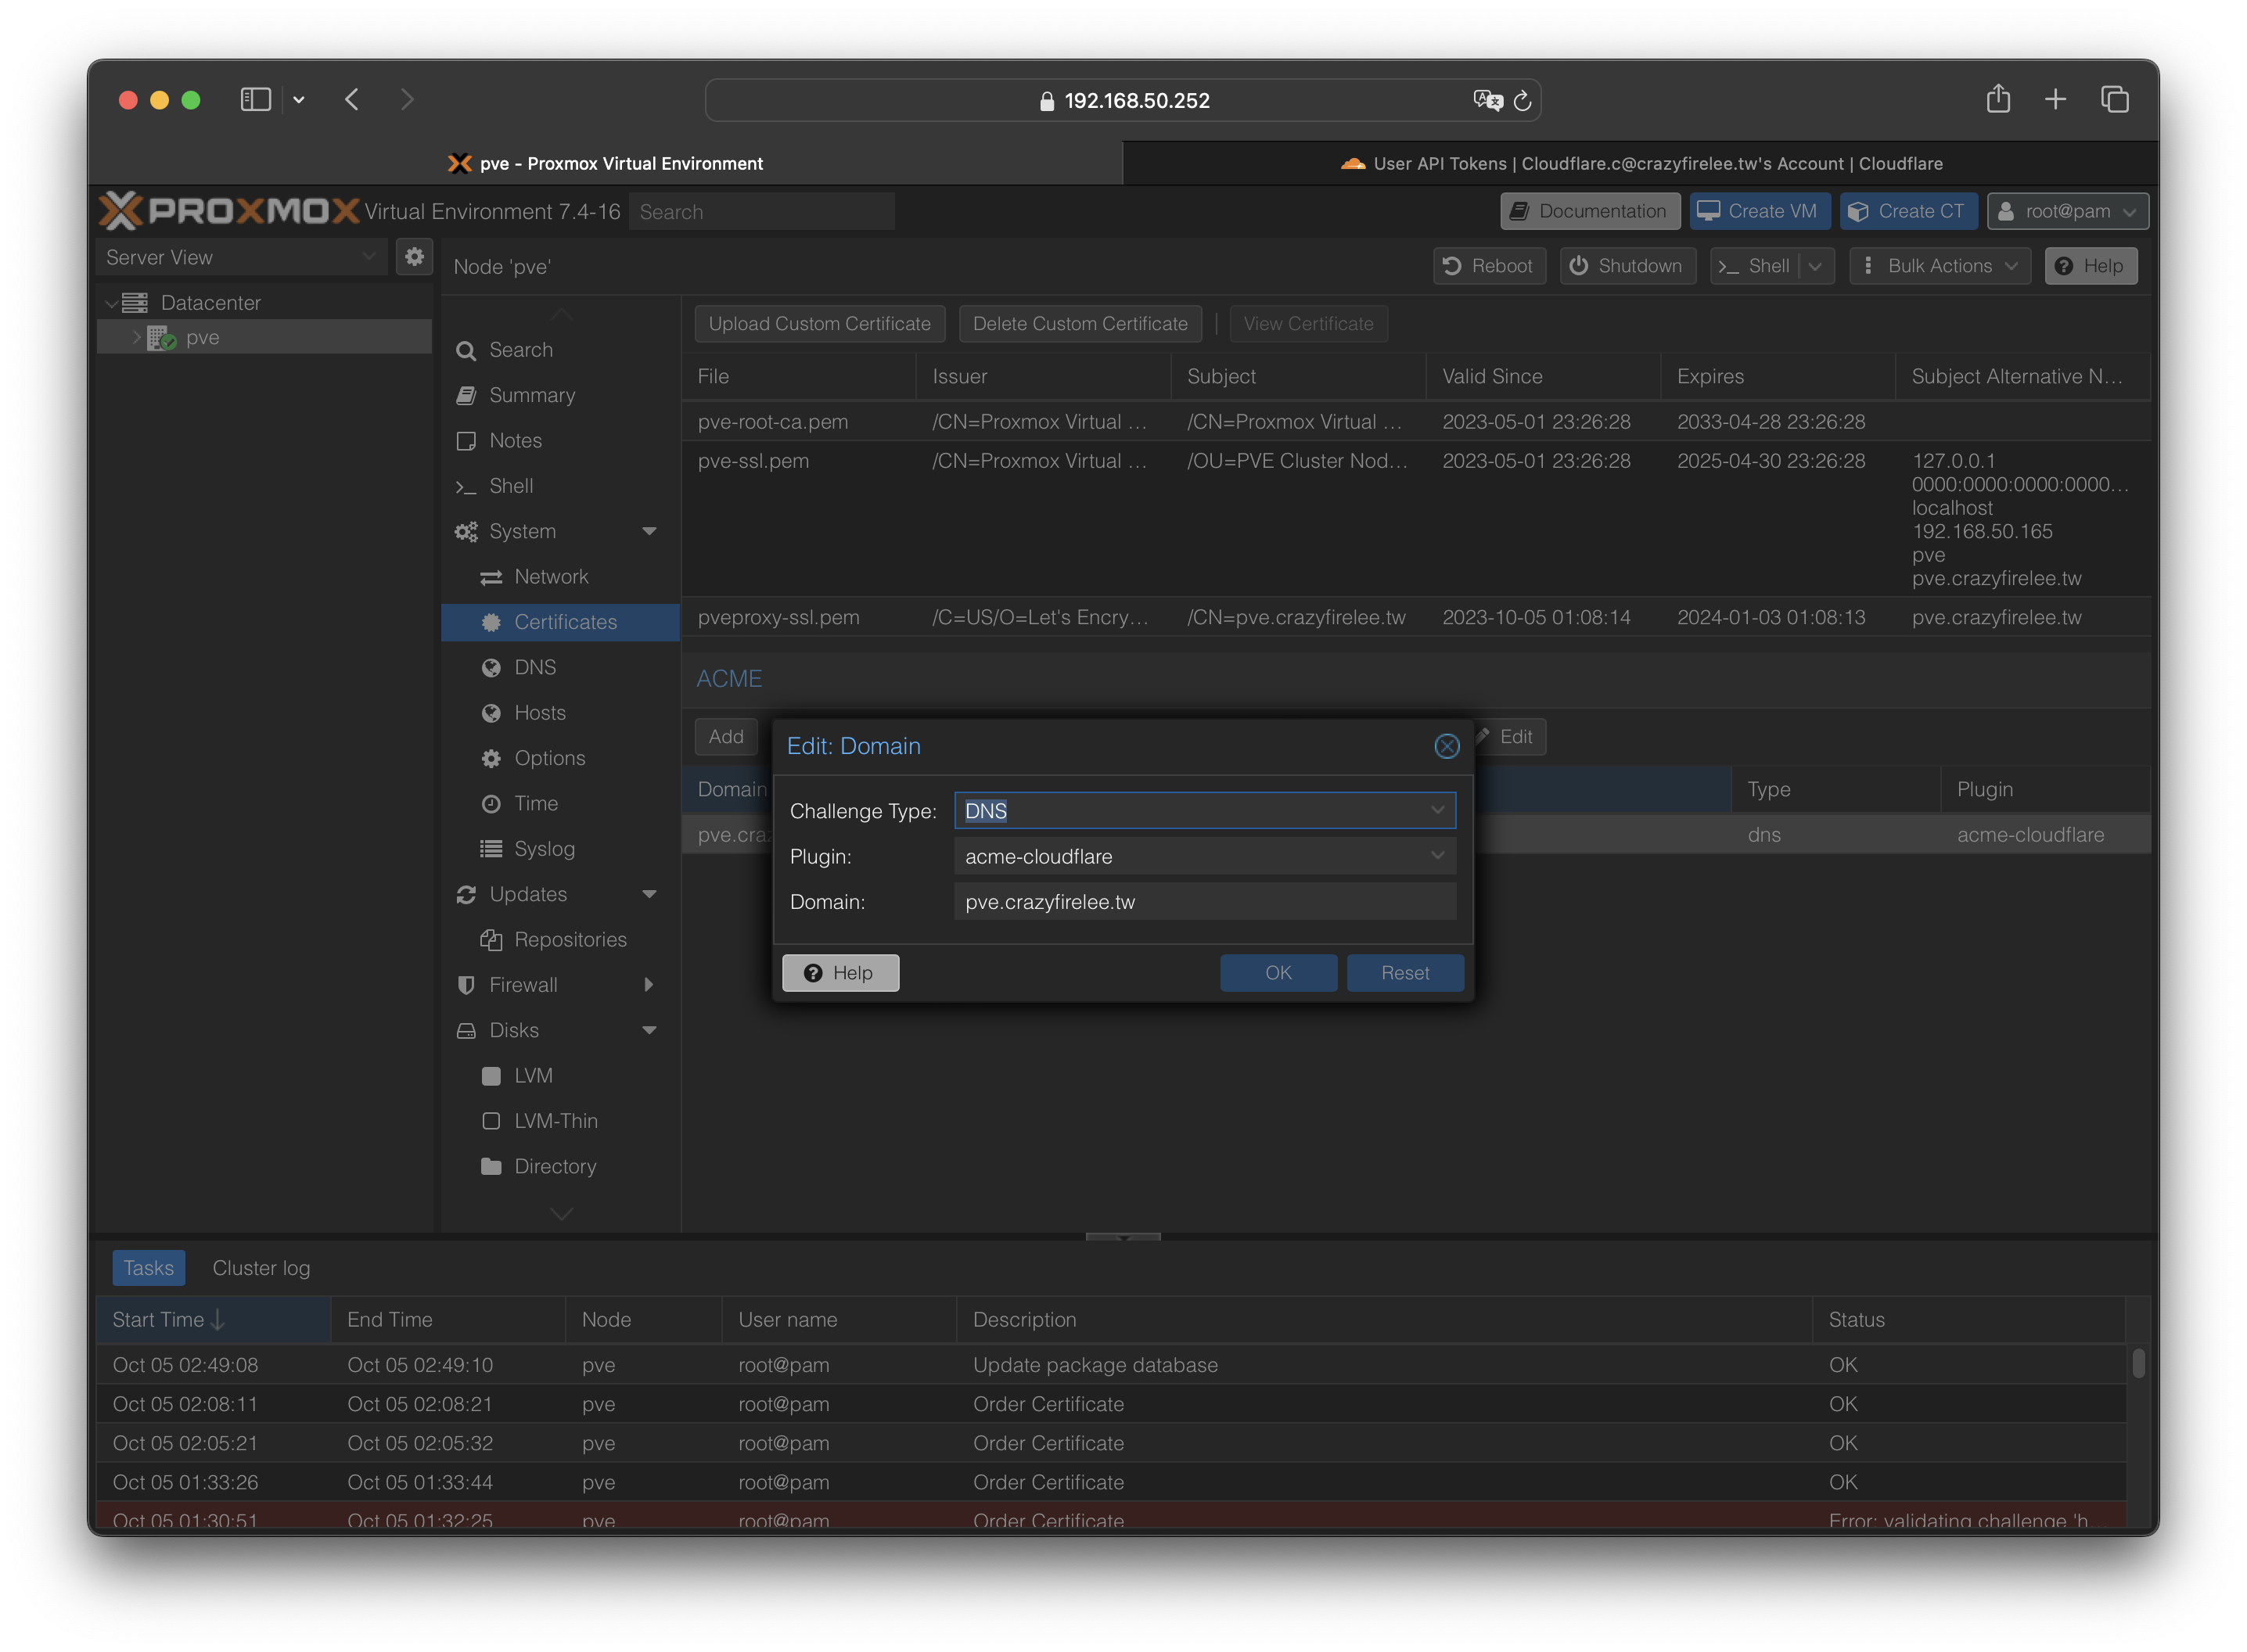 192.168.50.252
pve - Proxmox Virtual Environment
User API Tokens | Cloudflare.c@crazyfirelee.tw's Account | Cloudflare
PROXMOX Virtual Environment 7.4-16 Search Documentation Create VM Create CT root@pam
Server View
Node 'pve' Reboot Shutdown Shell Bulk Actions Help
Datacenter
pve
Search
Summary
Notes
Shell
System
Network
Certificates
DNS
Hosts
Options
Time
Syslog
Updates
Repositories
Firewall
Disks
LVM
LVM-Thin
Directory
Upload Custom Certificate Delete Custom Certificate View Certificate
File Issuer Subject Valid Since Expires Subject Alternative N...
pve-root-ca.pem /CN=Proxmox Virtual ... /CN=Proxmox Virtual ... 2023-05-01 23:26:28 2033-04-28 23:26:28
pve-ssl.pem /CN=Proxmox Virtual ... /OU=PVE Cluster Nod... 2023-05-01 23:26:28 2025-04-30 23:26:28 127.0.0.1
0000:0000:0000:0000...
localhost
192.168.50.165
pve
pve.crazyfirelee.tw
pveproxy-ssl.pem /C=US/O=Let's Encry... /CN=pve.crazyfirelee.tw 2023-10-05 01:08:14 2024-01-03 01:08:13 pve.crazyfirelee.tw
ACME
Add Edit
Domain Type Plugin
pve.craz dns acme-cloudflare
Edit: Domain
Challenge Type: DNS
Plugin: acme-cloudflare
Domain: pve.crazyfirelee.tw
Help OK Reset
Tasks Cluster log
Start Time End Time Node User name Description Status
Oct 05 02:49:08 Oct 05 02:49:10 pve root@pam Update package database OK
Oct 05 02:08:11 Oct 05 02:08:21 pve root@pam Order Certificate OK
Oct 05 02:05:21 Oct 05 02:05:32 pve root@pam Order Certificate OK
Oct 05 01:33:26 Oct 05 01:33:44 pve root@pam Order Certificate OK
Oct 05 01:30:51 Oct 05 01:32:25 pve root@pam Order Certificate Error: validating challenge 'h...